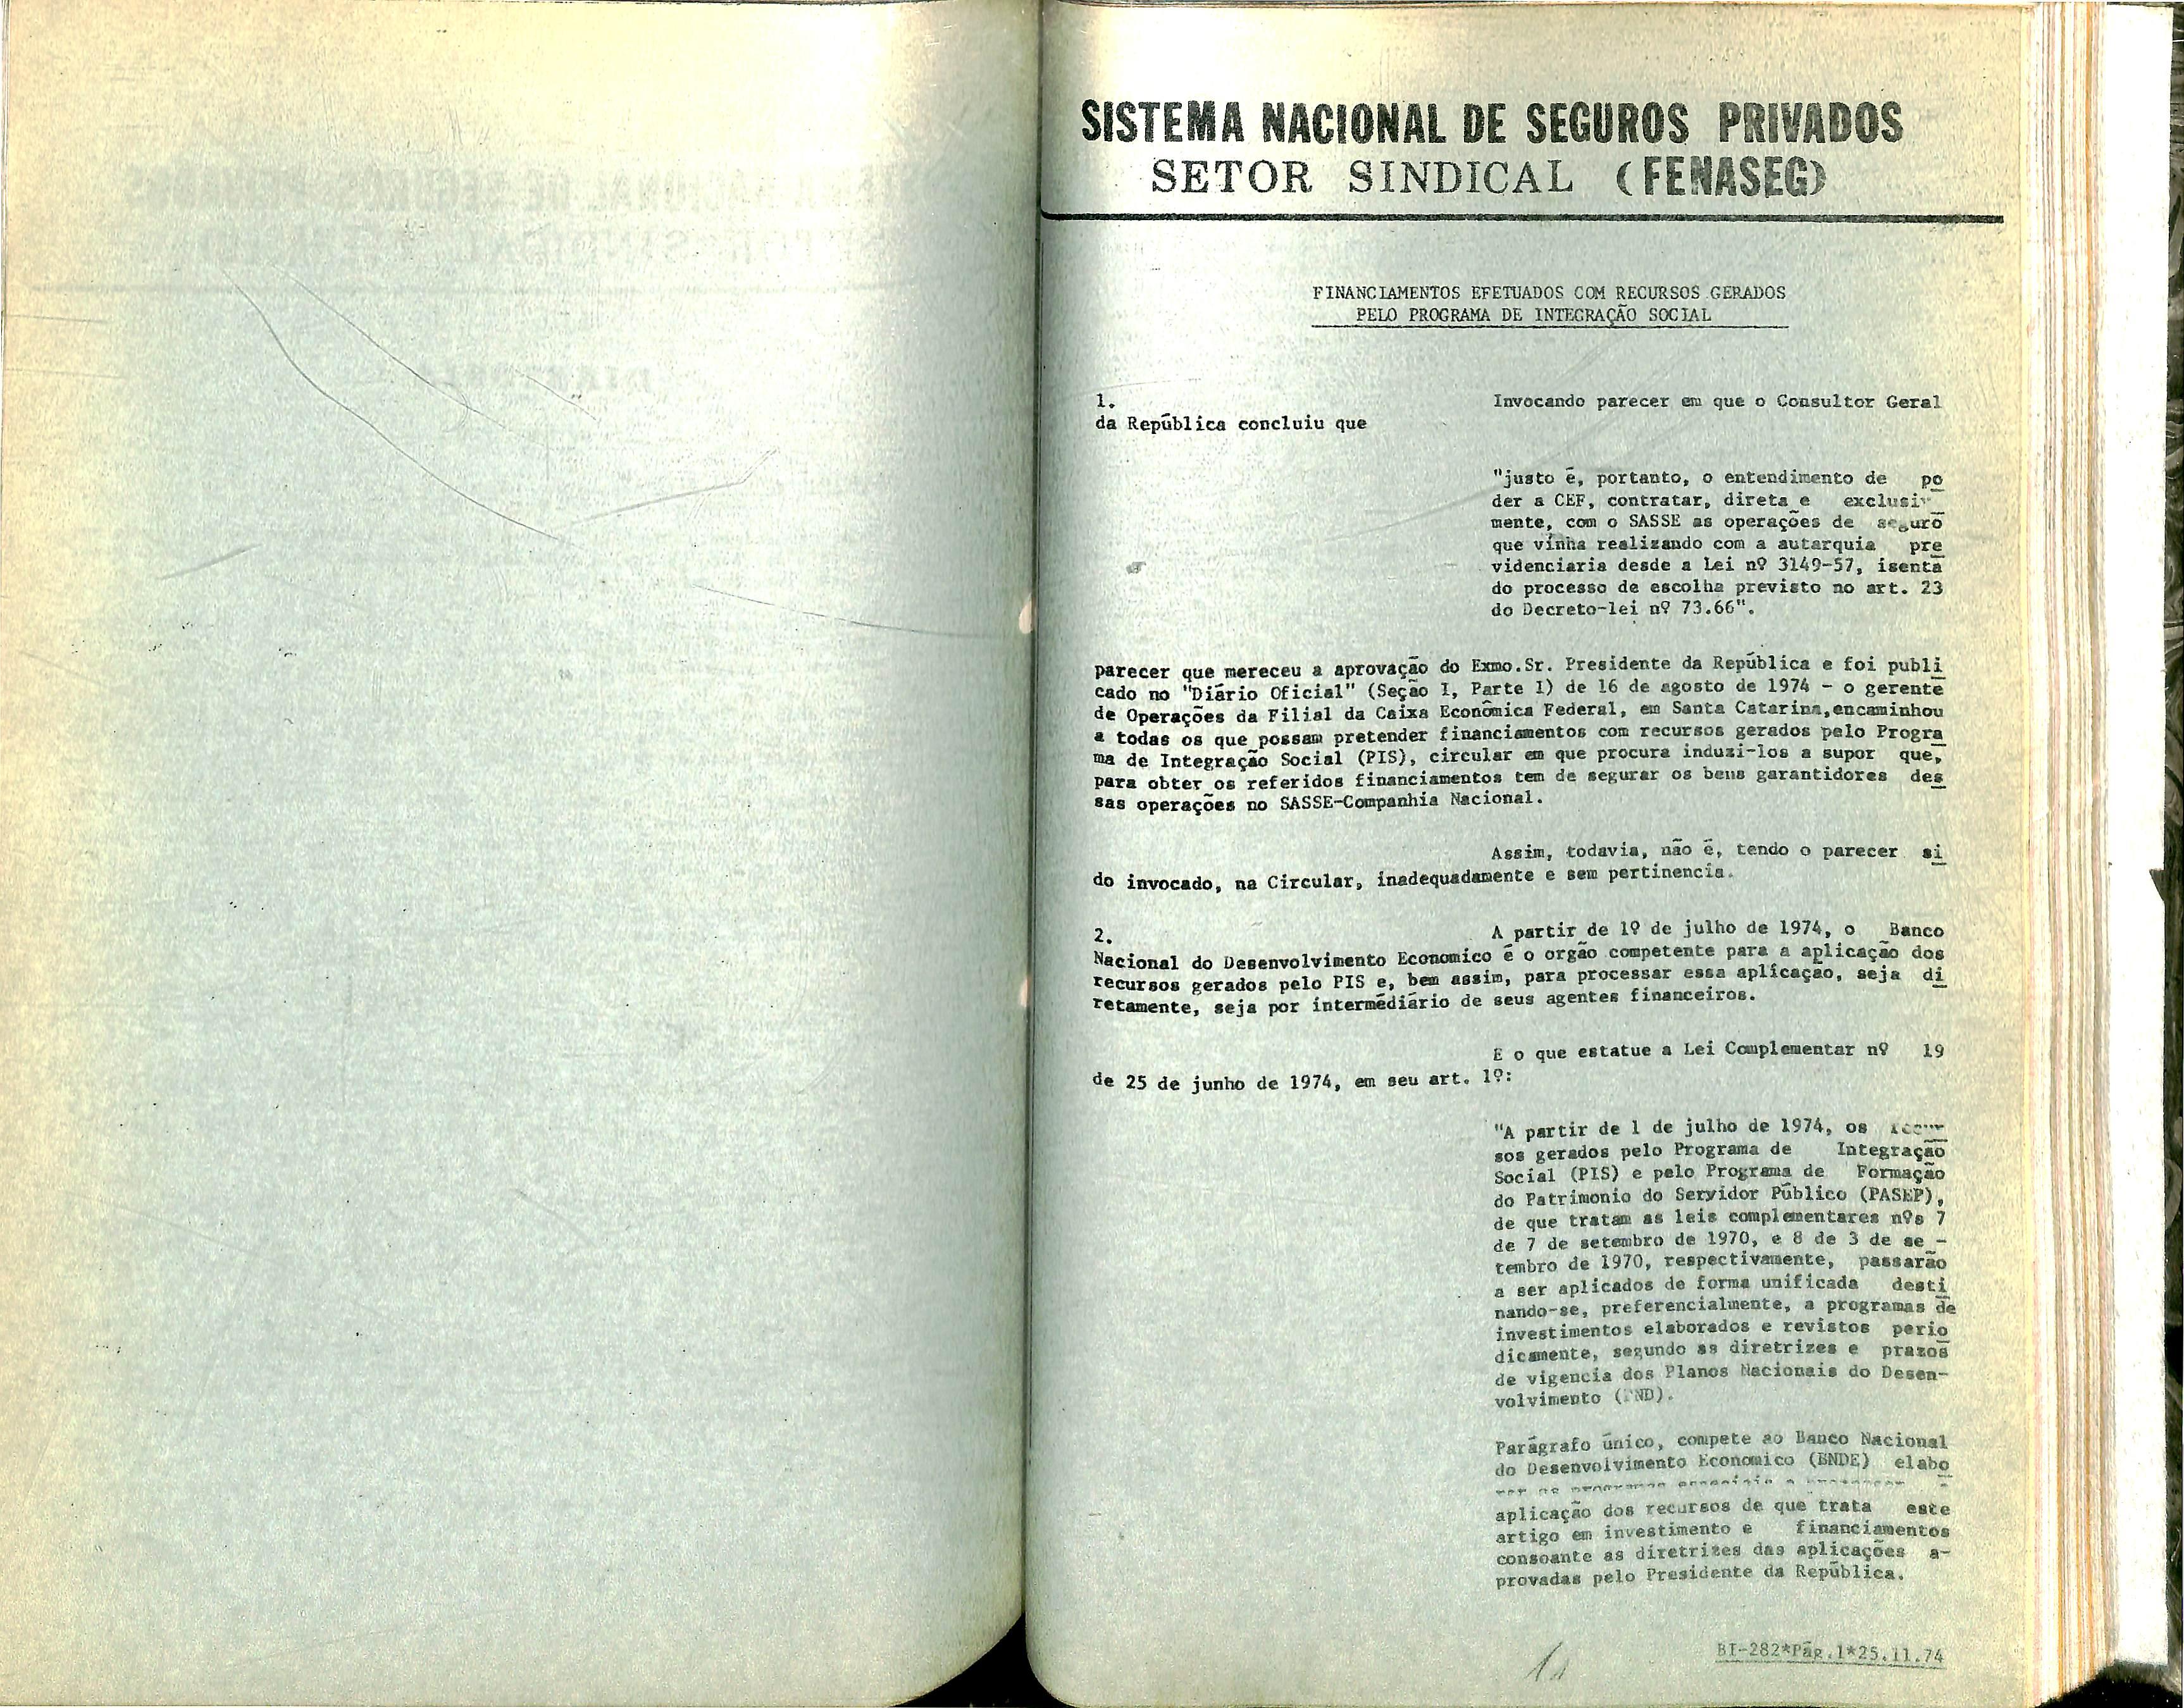 SISTEMA NACIONAL DE SEGUROS PRIVADOS
SETOR SINDICAL (FENASEG)
FINANCIAMENTOS EFETUADOS COM RECURSOS GERADOS
PELO PROGRAMA DE INTEGRAÇÃO SOCIAL
1. Invocando parecer em que o Consultor Geral
da República concluiu que
"justo é, portanto, o entendimento de po
der a CEF, contratar, direta e
mente, com o SASSE as operações de seguro
que vinha realizando com a autarquia pre
videnciaria desde a Lei nº 3149-57, isenta
do processo de escolha previsto no art. 23
do Decreto-lei nº 73.66".
parecer que mereceu a aprovação do Exmo.Sr. Presidente da República e foi publi
cado no "Diário Oficial" (Seção I, Parte I) de 16 de agosto de 1974 - o gerente
de Operações da Filial da Caixa Econômica Federal, em Santa Catarina,encaminhou
a todas os que possam pretender financiamentos com recursos gerados pelo Progra
ma de Integração Social (PIS), circular em que procura induzi-los a supor que,
para obter os referidos financiamentos tem de segurar os bens garantidores des
sas operações no SASSE-Companhia Nacional.
Assim, todavia, não é, tendo o parecer si
do invocado, na Circular, inadequadamente e sem pertinencia.
2. A partir de 1º de julho de 1974, o Banco
Nacional do Desenvolvimento Economico é o orgão competente para a aplicação dos
recursos gerados pelo PIS e, bem assim, para processar essa aplicação, seja di
retamente, seja por intermédiário de seus agentes financeiros.
E o que estatue a Lei Complementar nº 19
de 25 de junho de 1974, em seu art. 1º:
"A partir de 1 de julho de 1974, os
sos gerados pelo Programa de Integração
Social (PIS) e pelo Programa de Formação
do Patrimonio do Servidor Público (PASEP),
de que tratam as leis complementares nºs 7
de 7 de setembro de 1970, e 8 de 3 de se -
tembro de 1970, respectivamente, passarão
a ser aplicados de forma unificada desti
nando-se, preferencialmente, a programas de
investimentos elaborados e revistos perio
dicamente, segundo as diretrizes e prazos
de vigencia dos Planos Nacionais do Desen-
volvimento (PND).
Parágrafo único, compete ao Banco Nacional
do Desenvolvimento Economico (BNDE) elabo
aplicação dos recursos de que trata este
artigo em investimento e financiamentos
consoante as diretrizes das aplicações a-
provadas pelo Presidente da República.
BI-282*Pág.1*25.11.74